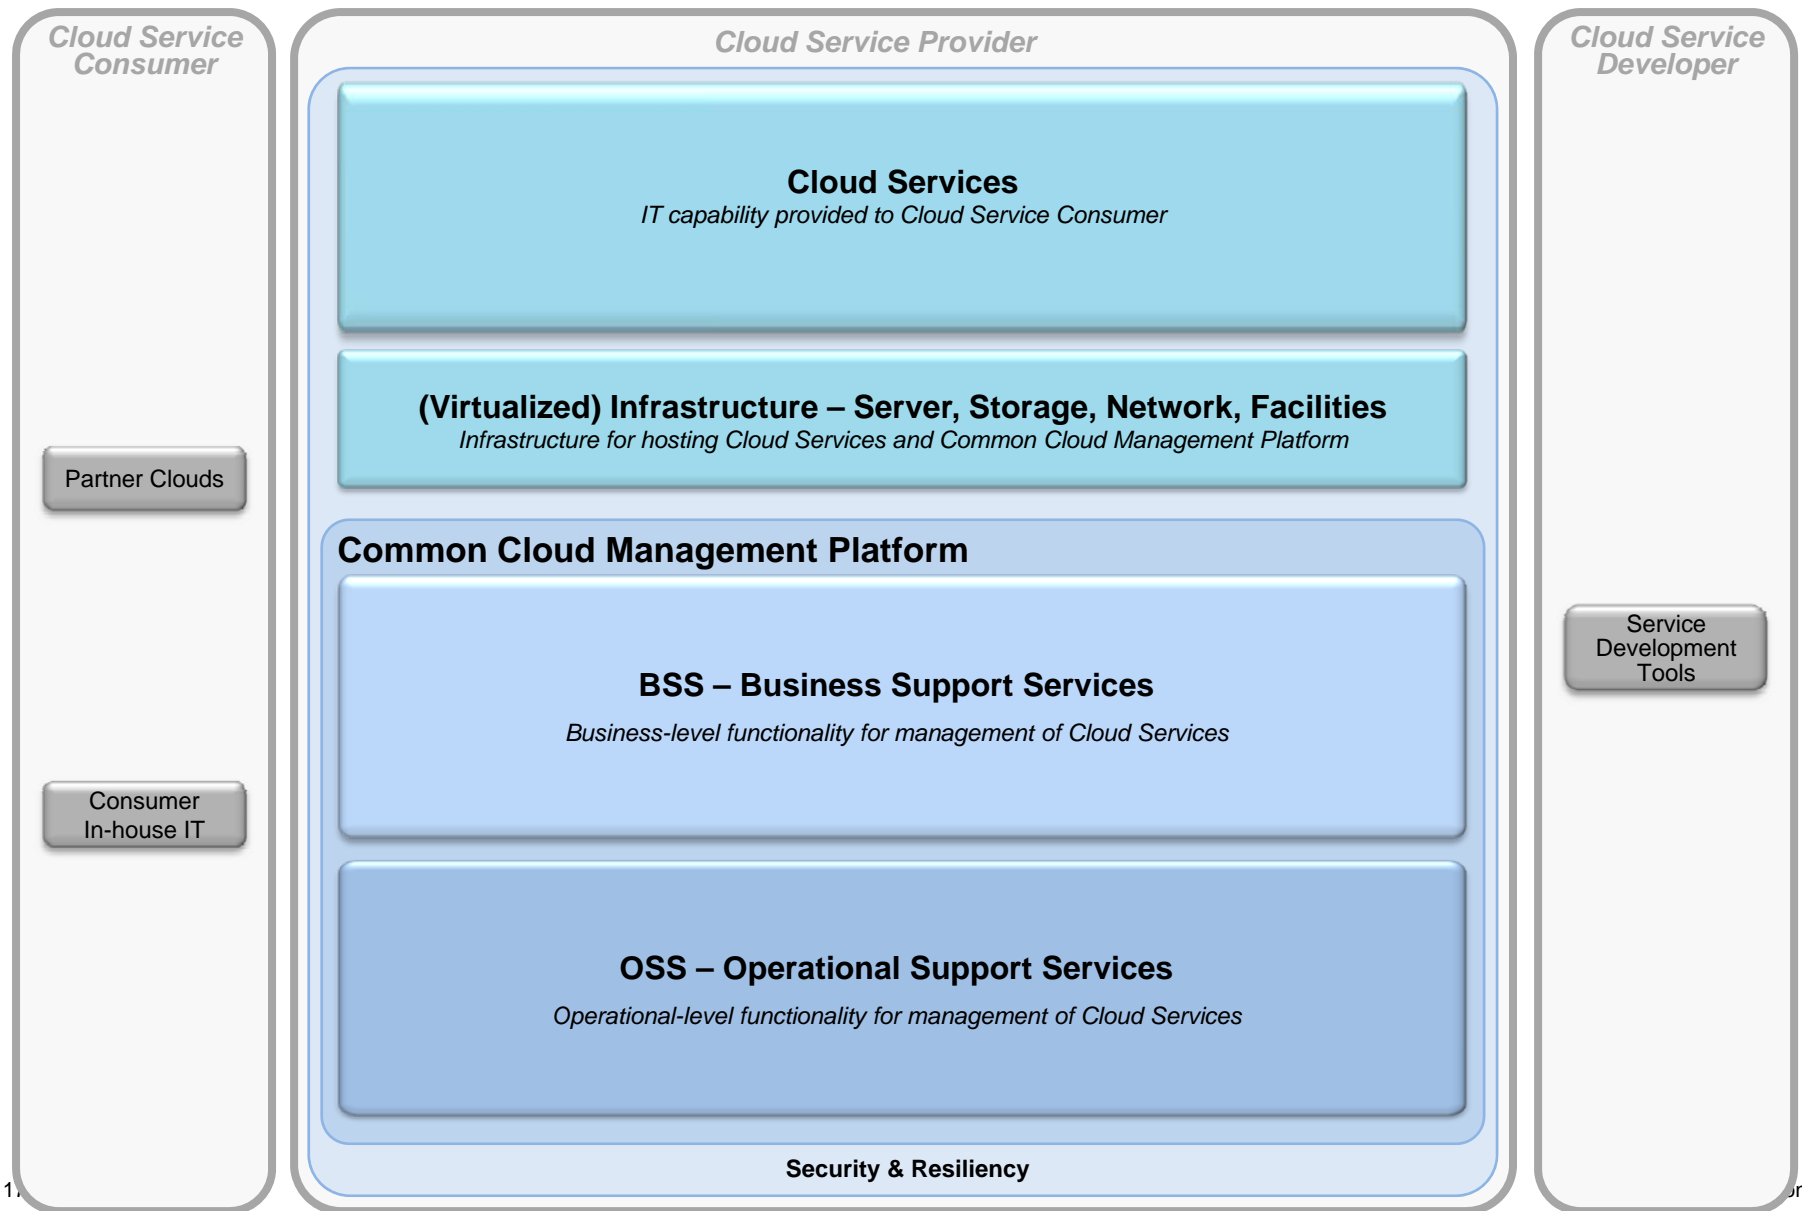 Cloud Service
Consumer
Partner Clouds
Consumer
In-house IT
Cloud Service Provider
Cloud Services
IT capability provided to Cloud Service Consumer
(Virtualized) Infrastructure – Server, Storage, Network, Facilities
Infrastructure for hosting Cloud Services and Common Cloud Management Platform
Common Cloud Management Platform
BSS – Business Support Services
Business-level functionality for management of Cloud Services
OSS – Operational Support Services
Operational-level functionality for management of Cloud Services
Security & Resiliency
Cloud Service
Developer
Service
Development
Tools